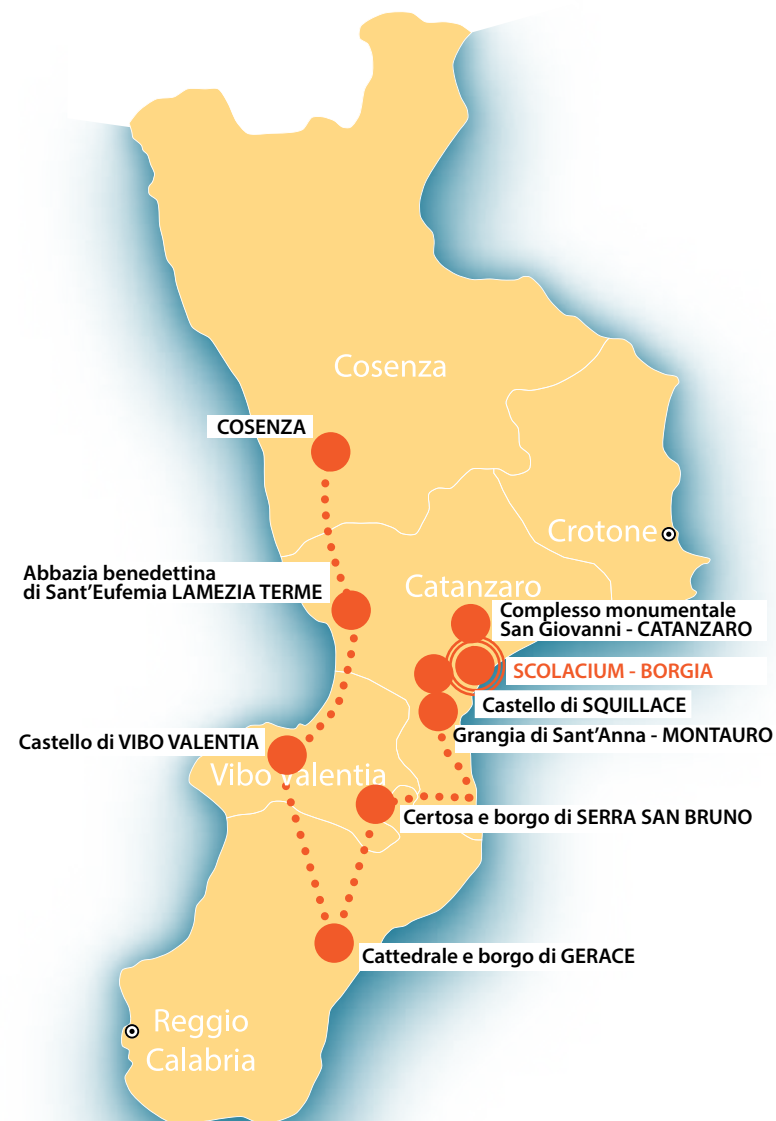 Cosenza
COSENZA
Crotone
Abbazia benedettina
di Sant'Eufemia LAMEZIA TERME
Catanzaro
Complesso monumentale
San Giovanni - CATANZARO
SCOLACIUM - BORGIA
Castello di SQUILLACE
Grangia di Sant'Anna - MONTAURO
Castello di VIBO VALENTIA
Vibo Valentia
Certosa e borgo di SERRA SAN BRUNO
Cattedrale e borgo di GERACE
Reggio
Calabria